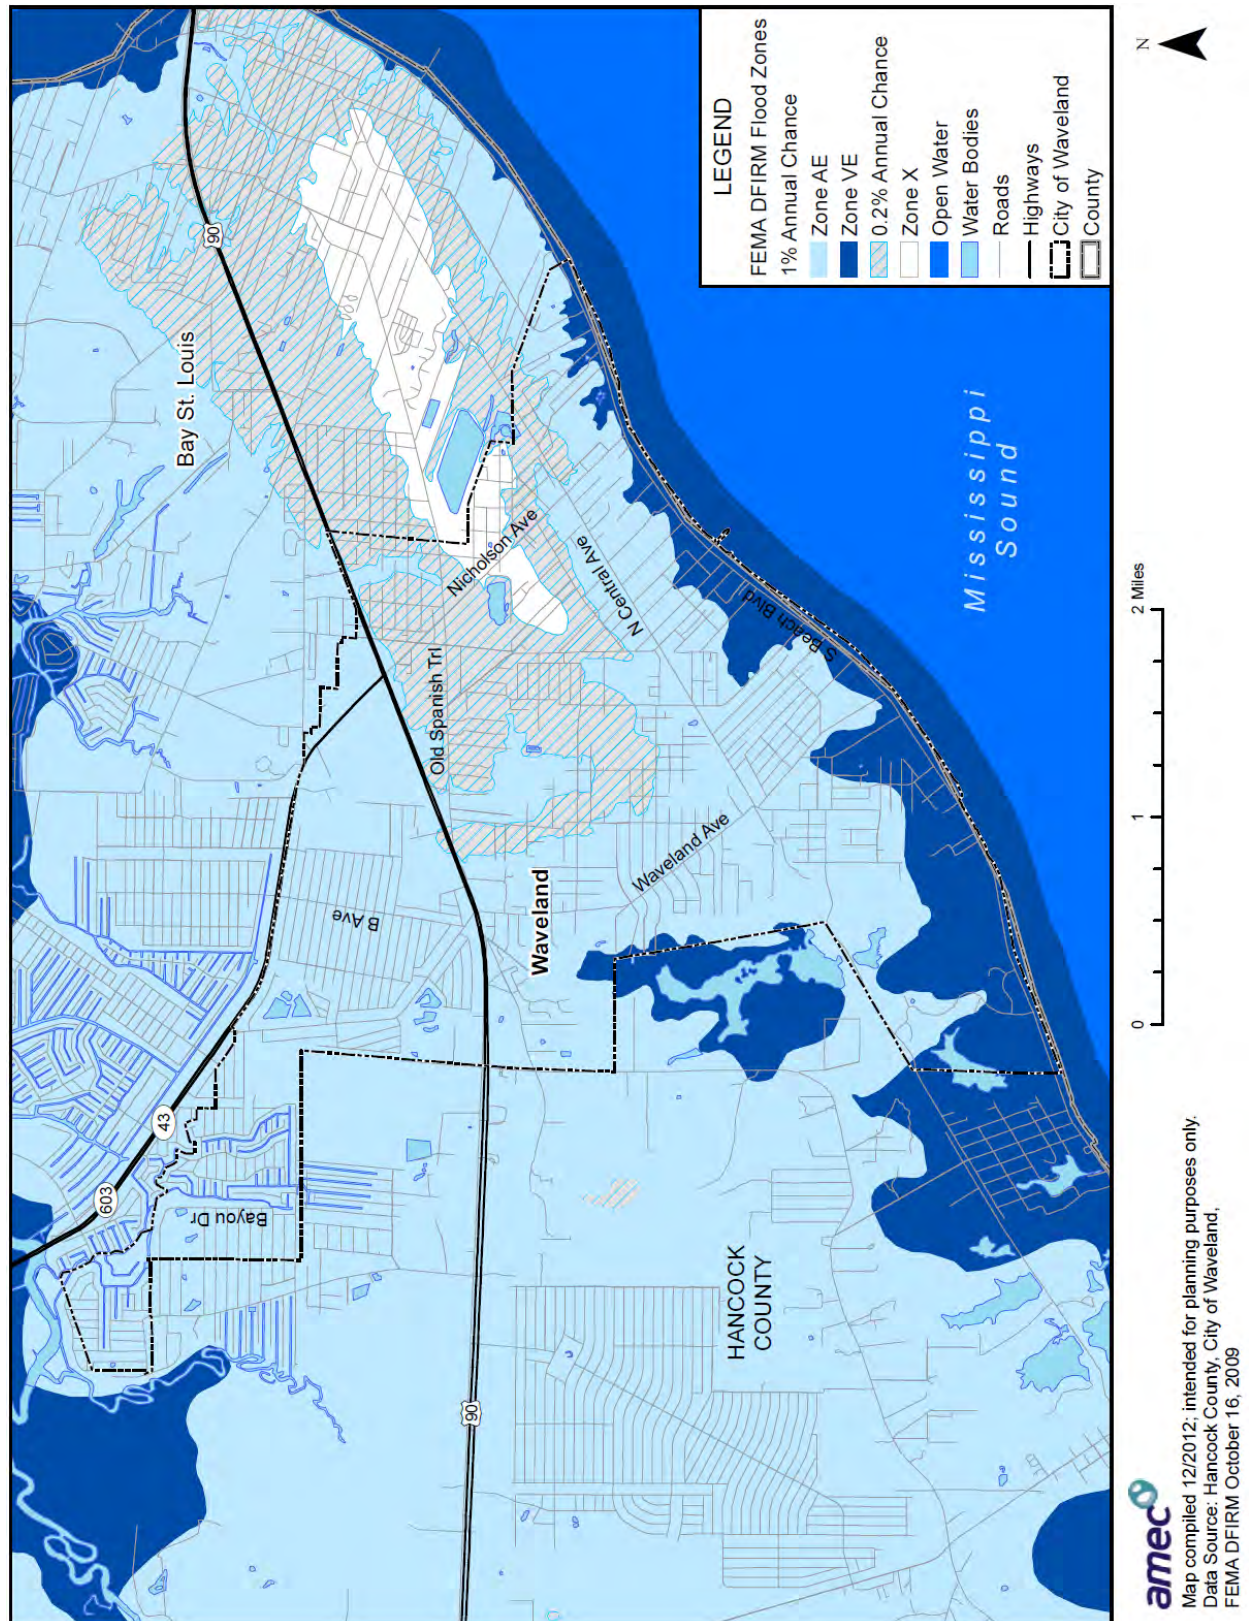 Bay St. Louis
90
603
43
Bayou Dr
B Ave
Old Spanish Trl
Nicholson Ave
N Central Ave
S Beach Blvd
Waveland
Waveland Ave
90
HANCOCK
COUNTY
Mississippi
Sound
LEGEND
FEMA DFIRM Flood Zones
1% Annual Chance
Zone AE
Zone VE
0.2% Annual Chance
Zone X
Open Water
Water Bodies
Roads
Highways
City of Waveland
County
amec
Map compiled 12/2012; intended for planning purposes only.
Data Source: Hancock County, City of Waveland,
FEMA DFIRM October 16, 2009
0 1 2 Miles
N